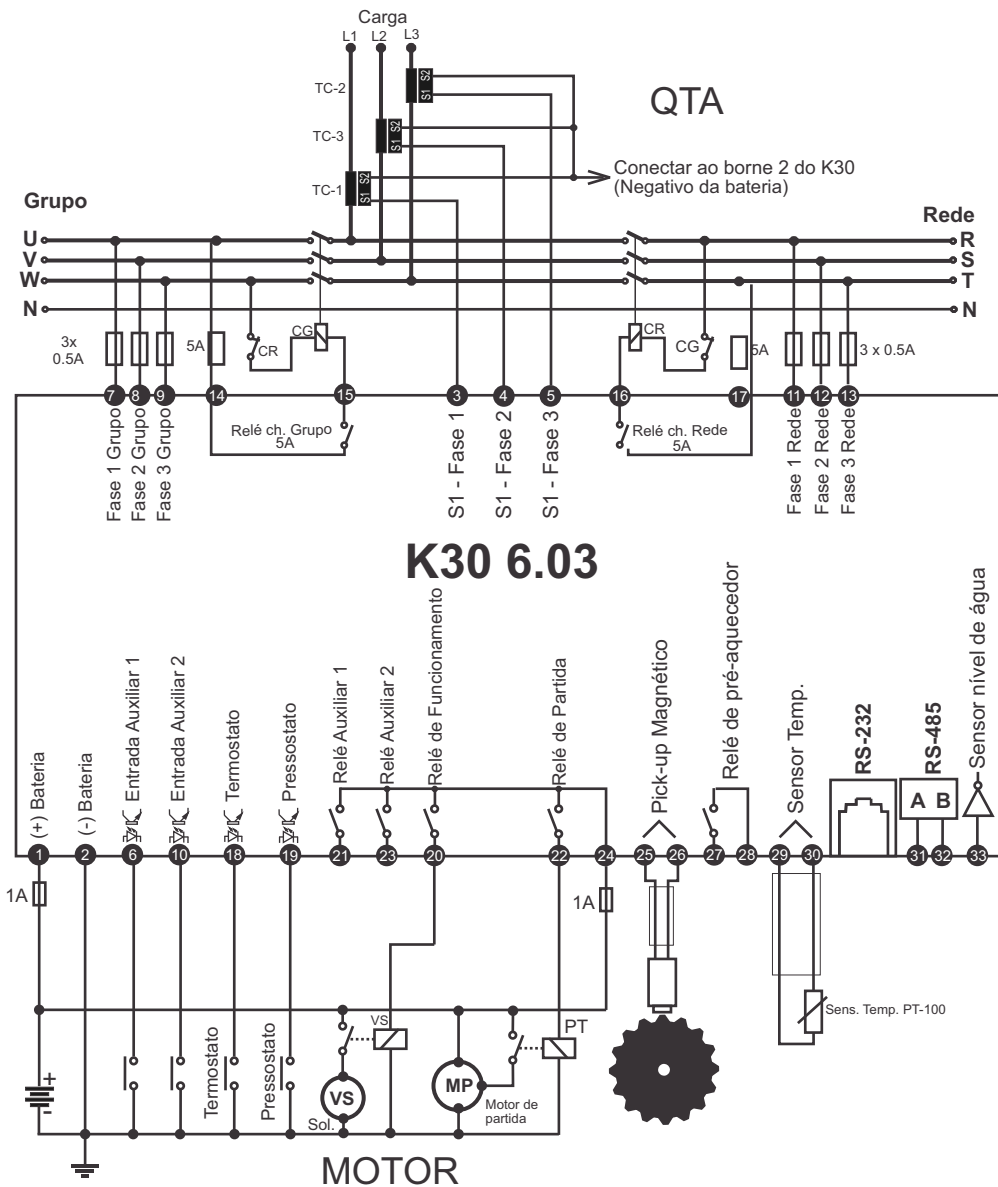 Carga
L1 L2 L3
TC-2
S2
S1
QTA
TC-3
S2
S1
TC-1
S2
S1
Conectar ao borne 2 do K30
(Negativo da bateria)
Grupo
Rede
U
V
W
N
R
S
T
N
3x
0.5A
5A
CR
CG
CR
CG
5A
3 x 0.5A
7 8 9 14 15 3 4 5 16 17 11 12 13
Fase 1 Grupo
Fase 2 Grupo
Fase 3 Grupo
Relé ch. Grupo
5A
S1 - Fase 1
S1 - Fase 2
S1 - Fase 3
Relé ch. Rede
5A
Fase 1 Rede
Fase 2 Rede
Fase 3 Rede
K30 6.03
(+) Bateria
(-) Bateria
Entrada Auxiliar 1
Entrada Auxiliar 2
Termostato
Pressostato
Relé Auxiliar 1
Relé Auxiliar 2
Relé de Funcionamento
Relé de Partida
Pick-up Magnético
Relé de pré-aquecedor
Sensor Temp.
RS-232
RS-485
A B
Sensor nível de água
1 2 6 10 18 19 21 23 20 22 24 25 26 27 28 29 30 31 32 33
1A
1A
+
-
Termostato
Pressostato
VS
VS
Sol.
PT
MP
Motor de
partida
Sens. Temp. PT-100
MOTOR